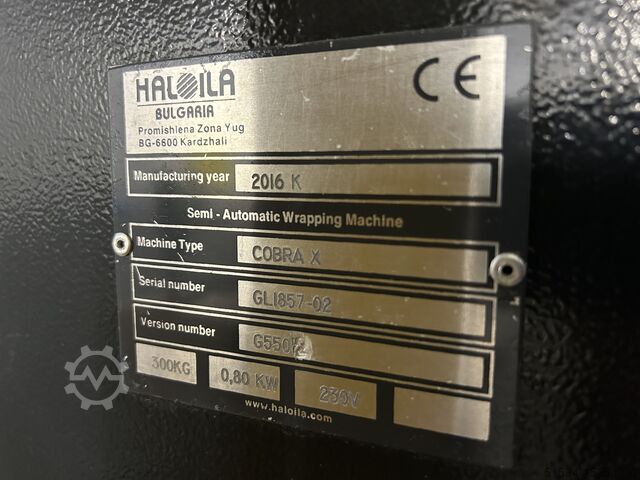 HALOILA
BULGARIA
Promishlena Zona Yug
BG-6600 Kardzhali
CE
Manufacturing year 2016 K
Semi - Automatic Wrapping Machine
Machine Type COBRA X
Serial number GL1857-02
Version number
300KG 0,80 KW 230V
www.haloila.com